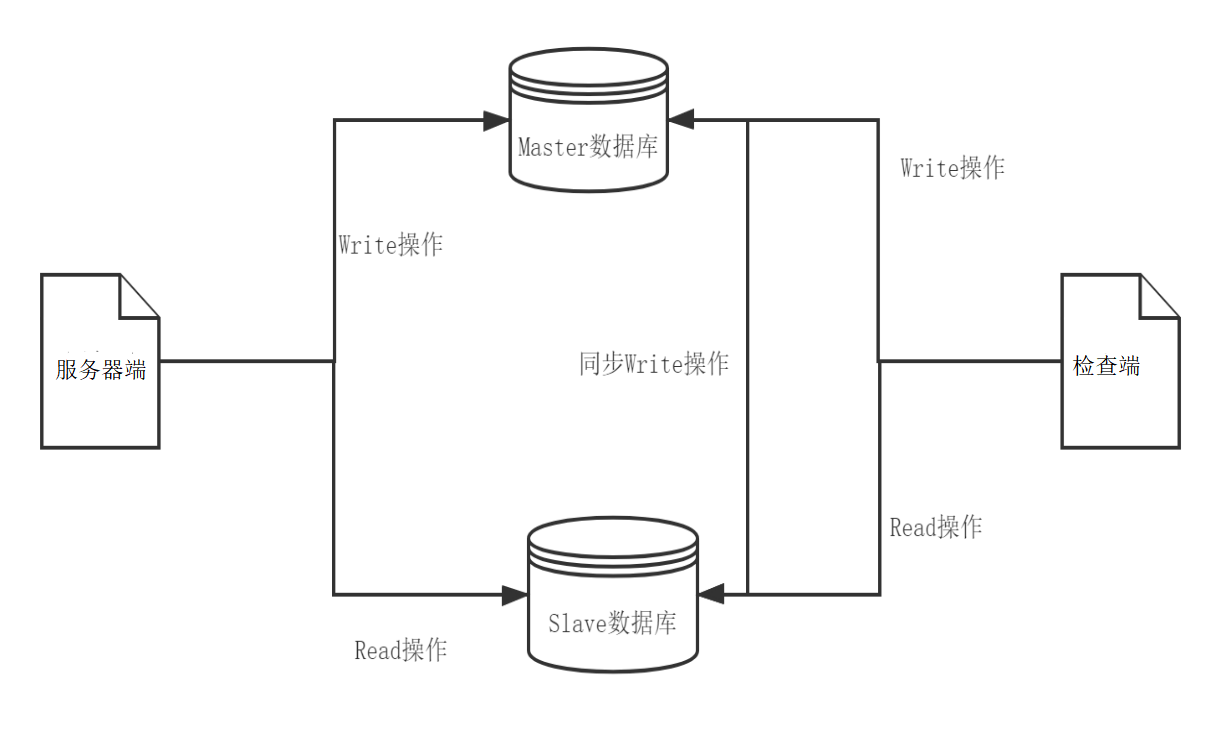 Master数据库
Write操作
Write操作
服务器端
同步Write操作
检查端
Read操作
Slave数据库
Read操作